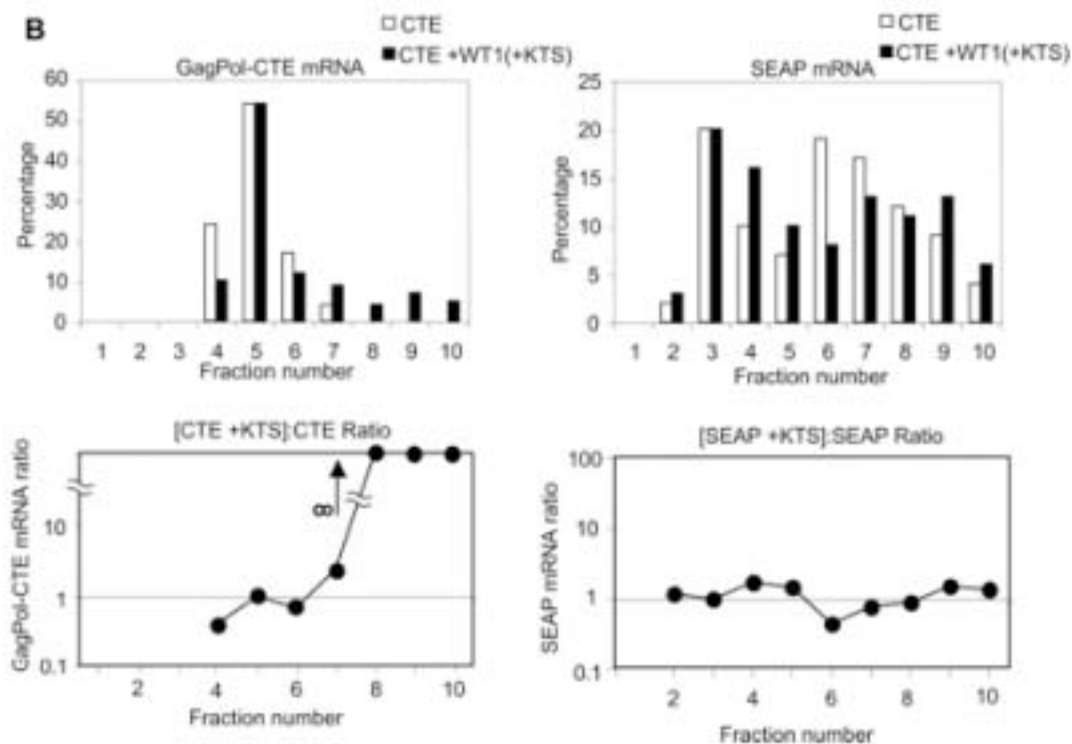 B
CTE
CTE +WT1(+KTS)
GagPol-CTE mRNA
60
50
40
30
20
10
0
Percentage
1 2 3 4 5 6 7 8 9 10
Fraction number
CTE
CTE +WT1(+KTS)
SEAP mRNA
25
20
15
10
5
0
Percentage
1 2 3 4 5 6 7 8 9 10
Fraction number
[CTE +KTS]:CTE Ratio
GagPol-CTE mRNA ratio
10
1
0.1
∞
2 4 6 8 10
Fraction number
[SEAP +KTS]:SEAP Ratio
SEAP mRNA ratio
100
10
1
0.1
2 4 6 8 10
Fraction number